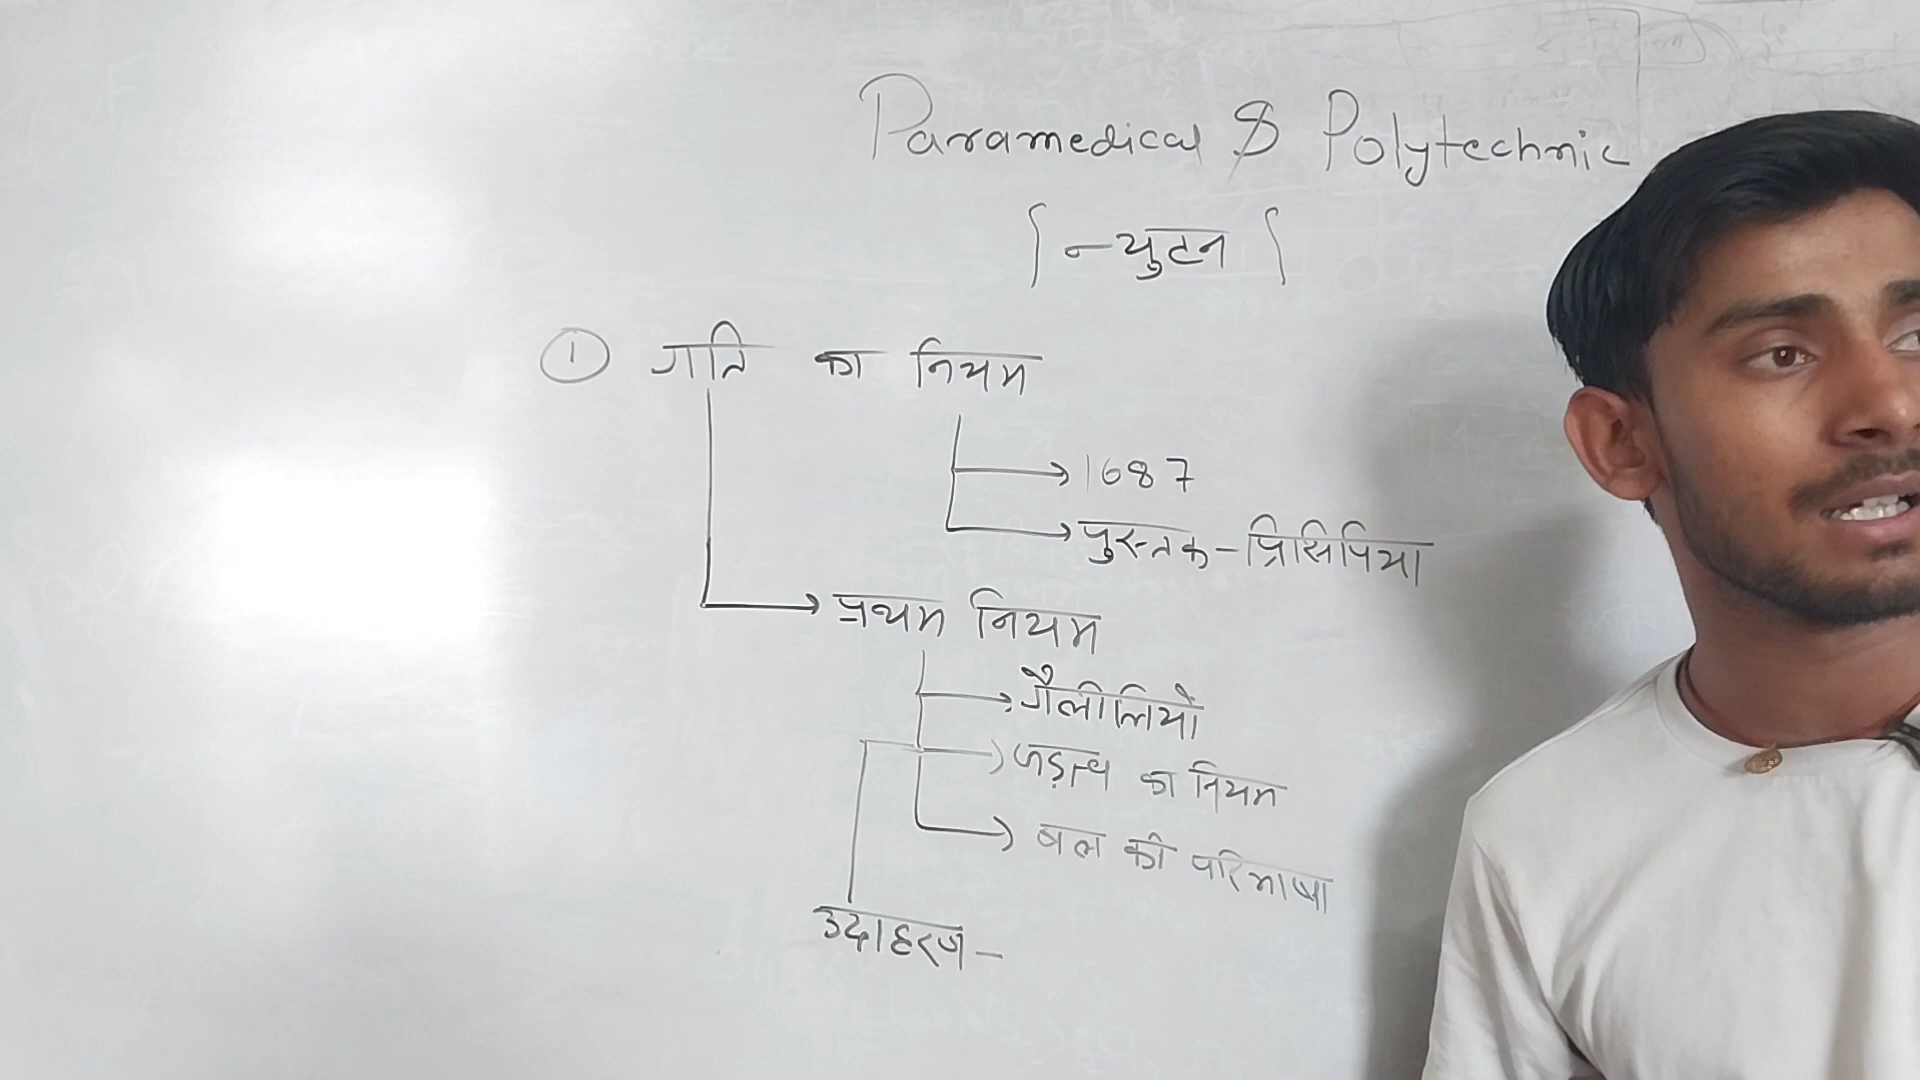 Paramedical & Polytechnic
न्युटन
① गति का नियम
1687
पुस्तक - प्रिसिपिया
प्रथम नियम
गैलीलियों
जड़त्व का नियम
बल की परिभाषा
उदाहरण -